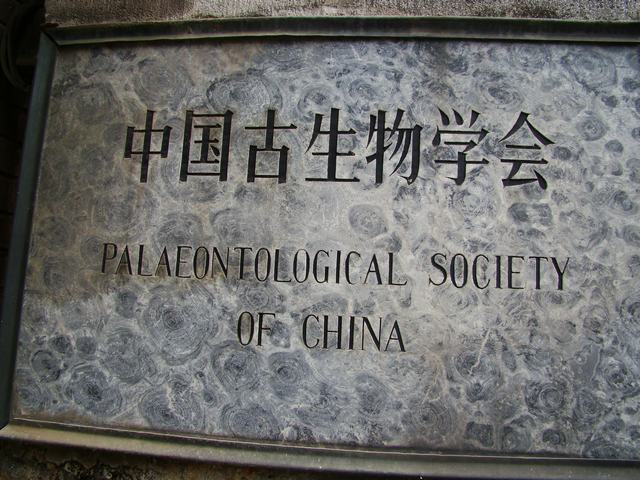 中国古生物学会
PALAEONTOLOGICAL SOCIETY
OF CHINA